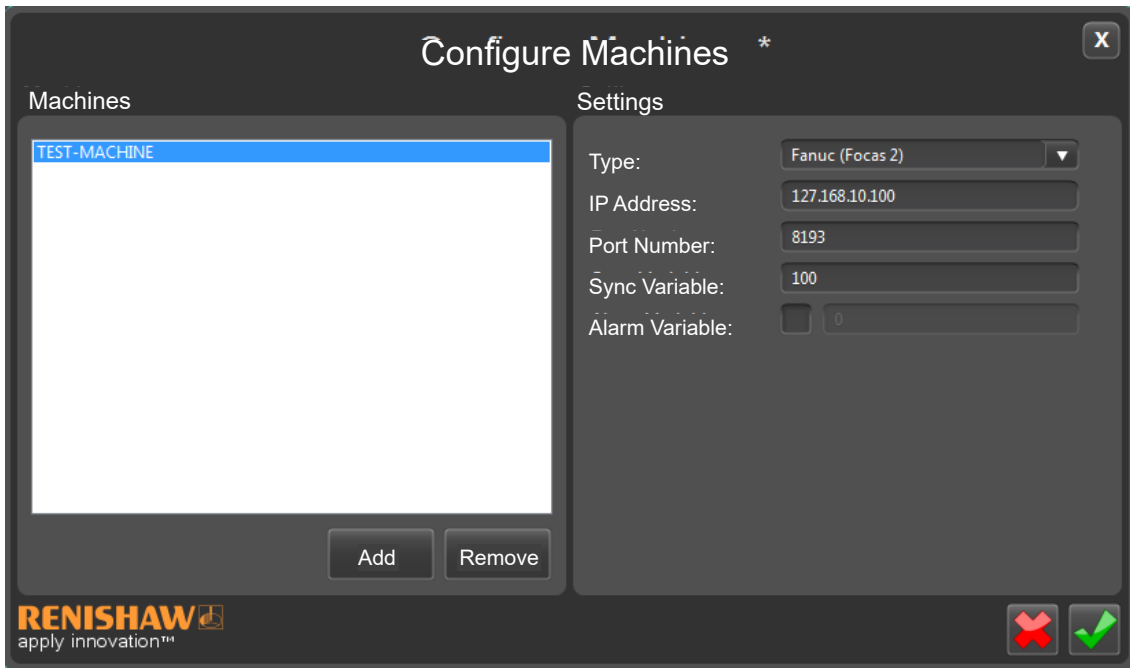 Configure Machines *
X
Machines
Settings
TEST-MACHINE
Type:
Fanuc (Focas 2)
IP Address:
127.168.10.100
Port Number:
8193
Sync Variable:
100
Alarm Variable:
0
Add
Remove
RENISHAW
apply innovation™